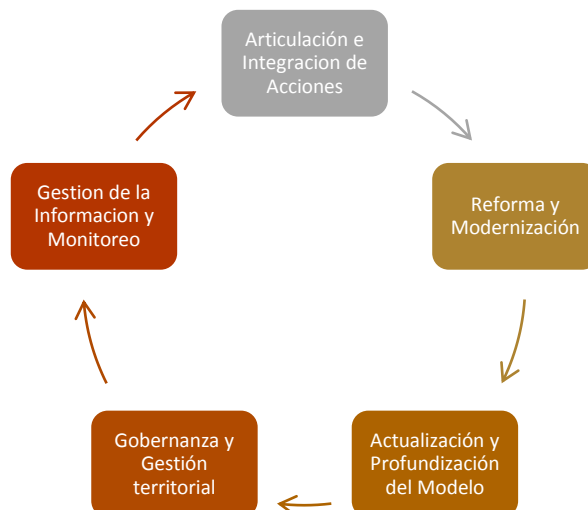 Articulación e
Integracion de
Acciones
Reforma y
Modernización
Actualización y
Profundización
del Modelo
Gobernanza y
Gestión
territorial
Gestion de la
Informacion y
Monitoreo